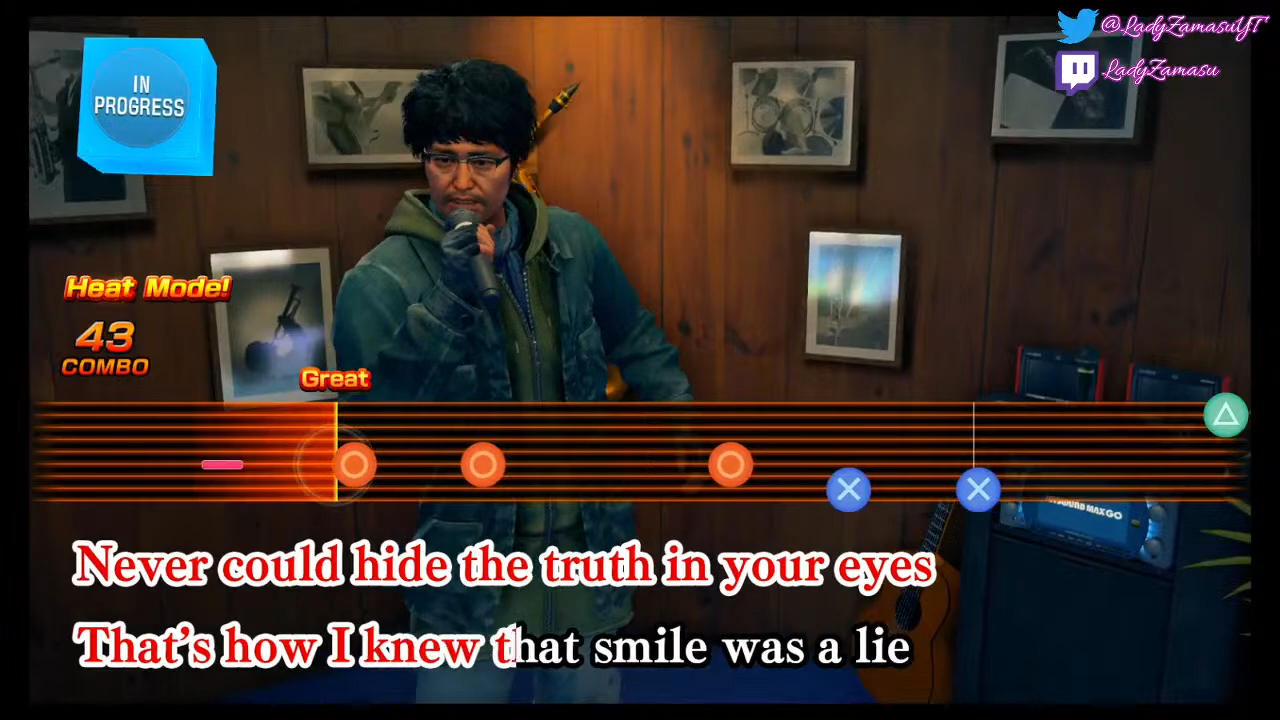 @LadyZamasuYT
LadyZamasu
IN
PROGRESS
Heat Mode!
43
COMBO
Great
Never could hide the truth in your eyes
That's how I knew that smile was a lie